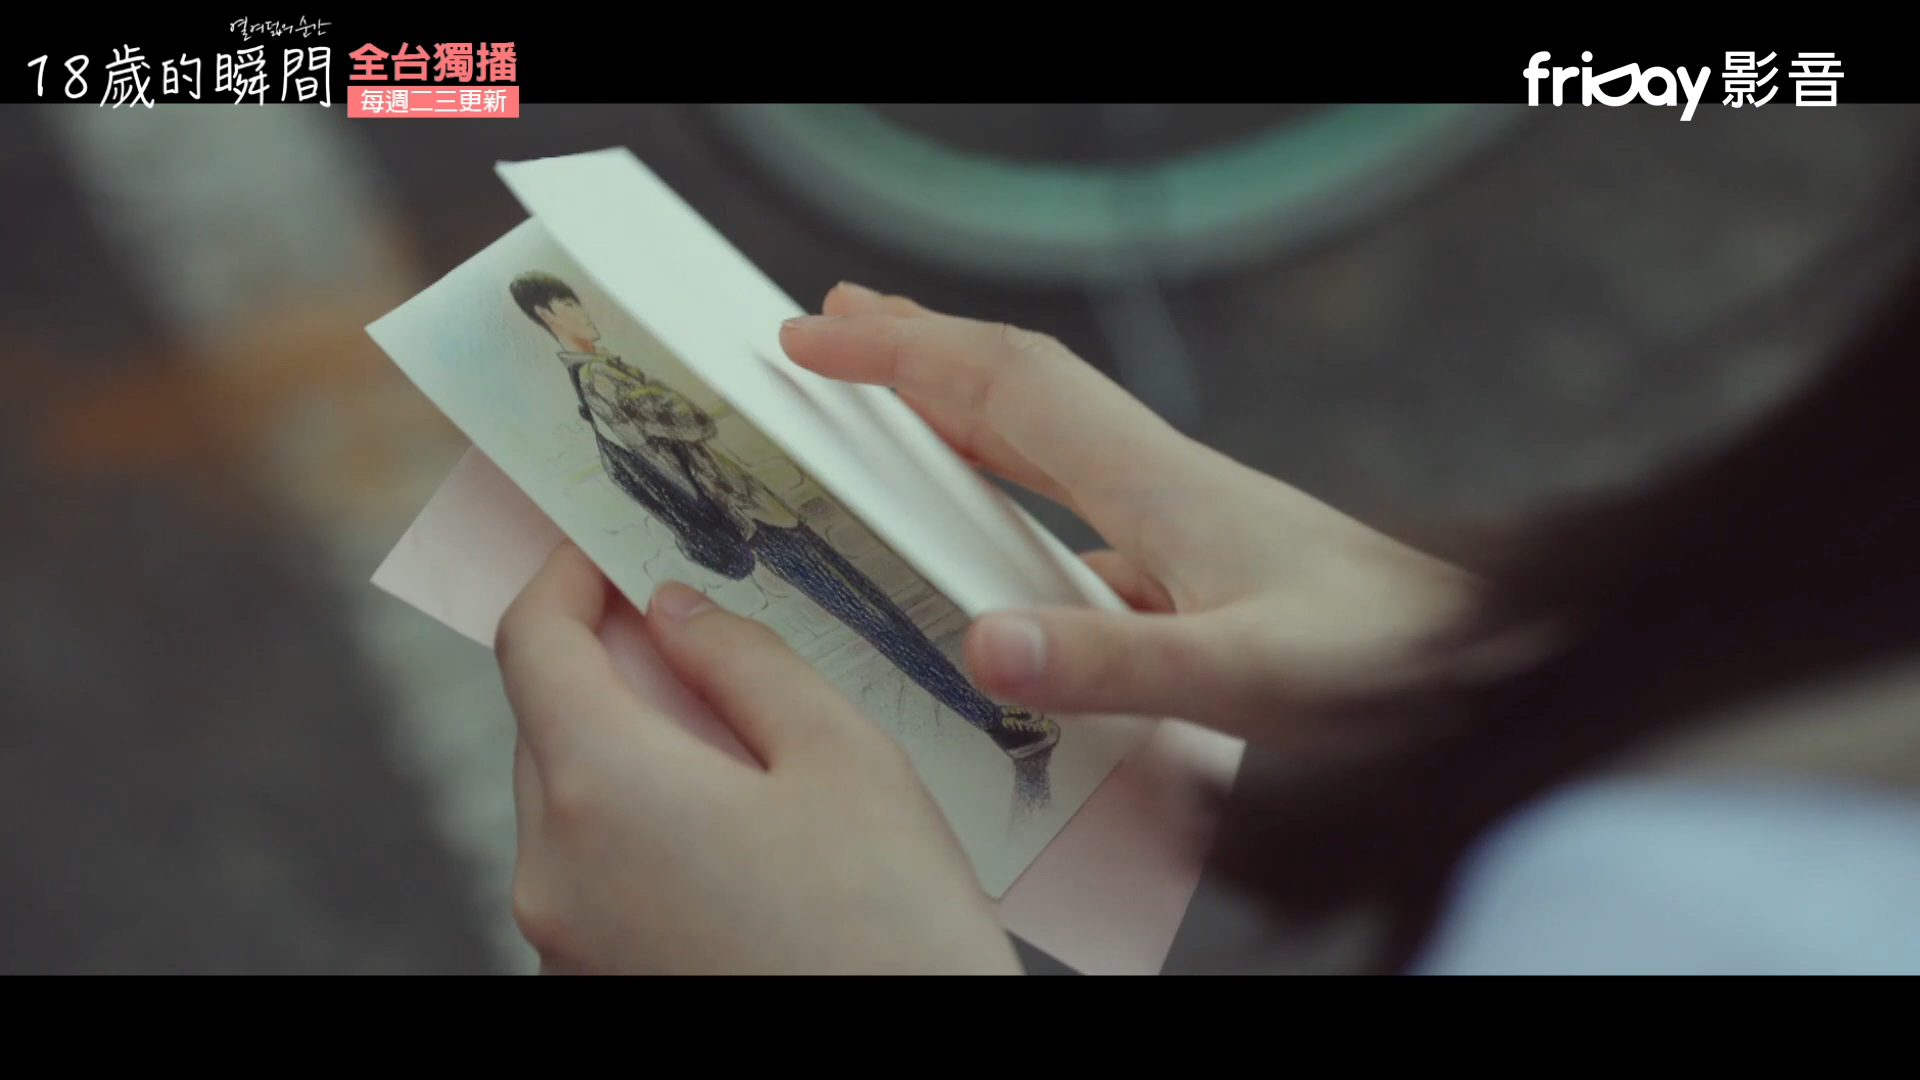 열여덟의 순간
18歲的瞬間
全台獨播
每週二三更新
friDay影音